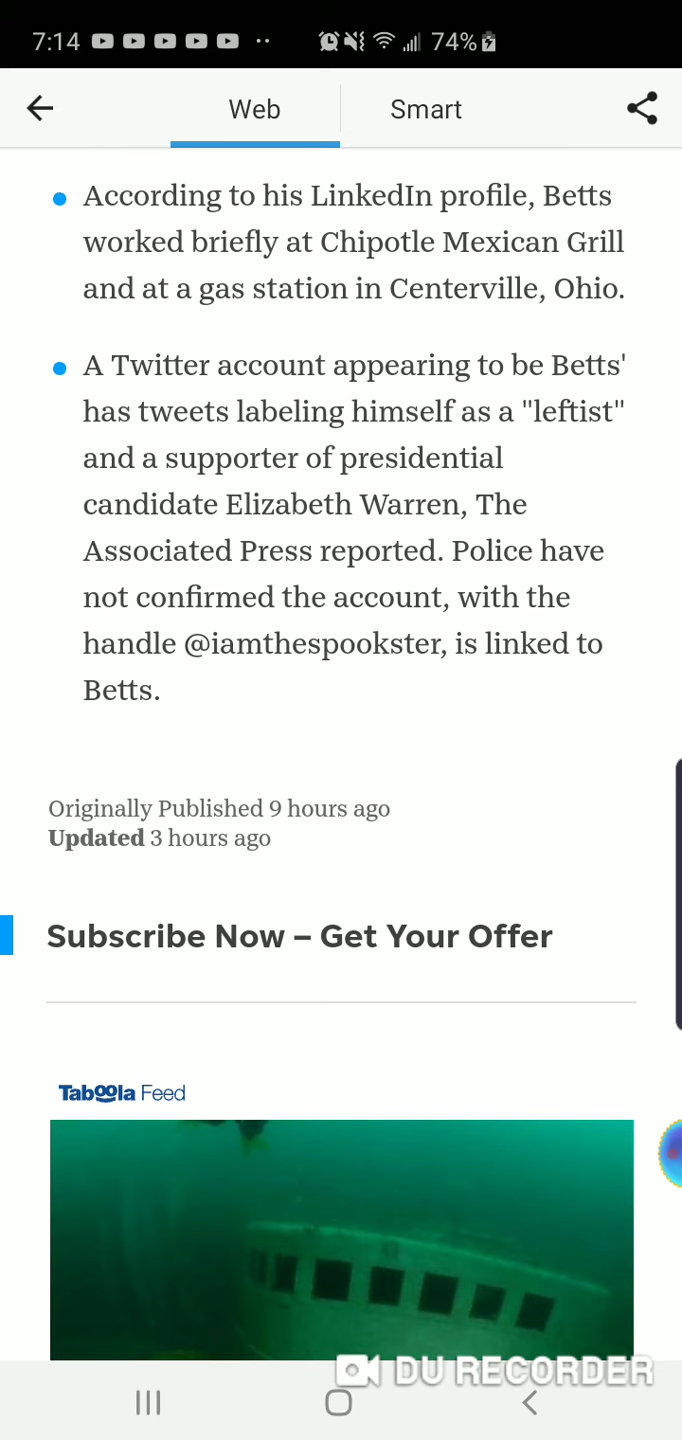 7:14
74%
Web
Smart
According to his LinkedIn profile, Betts
worked briefly at Chipotle Mexican Grill
and at a gas station in Centerville, Ohio.
A Twitter account appearing to be Betts'
has tweets labeling himself as a "leftist"
and a supporter of presidential
candidate Elizabeth Warren, The
Associated Press reported. Police have
not confirmed the account, with the
handle @iamthespookster, is linked to
Betts.
Originally Published 9 hours ago
Updated 3 hours ago
Subscribe Now – Get Your Offer
Taboola Feed
DU RECORDER